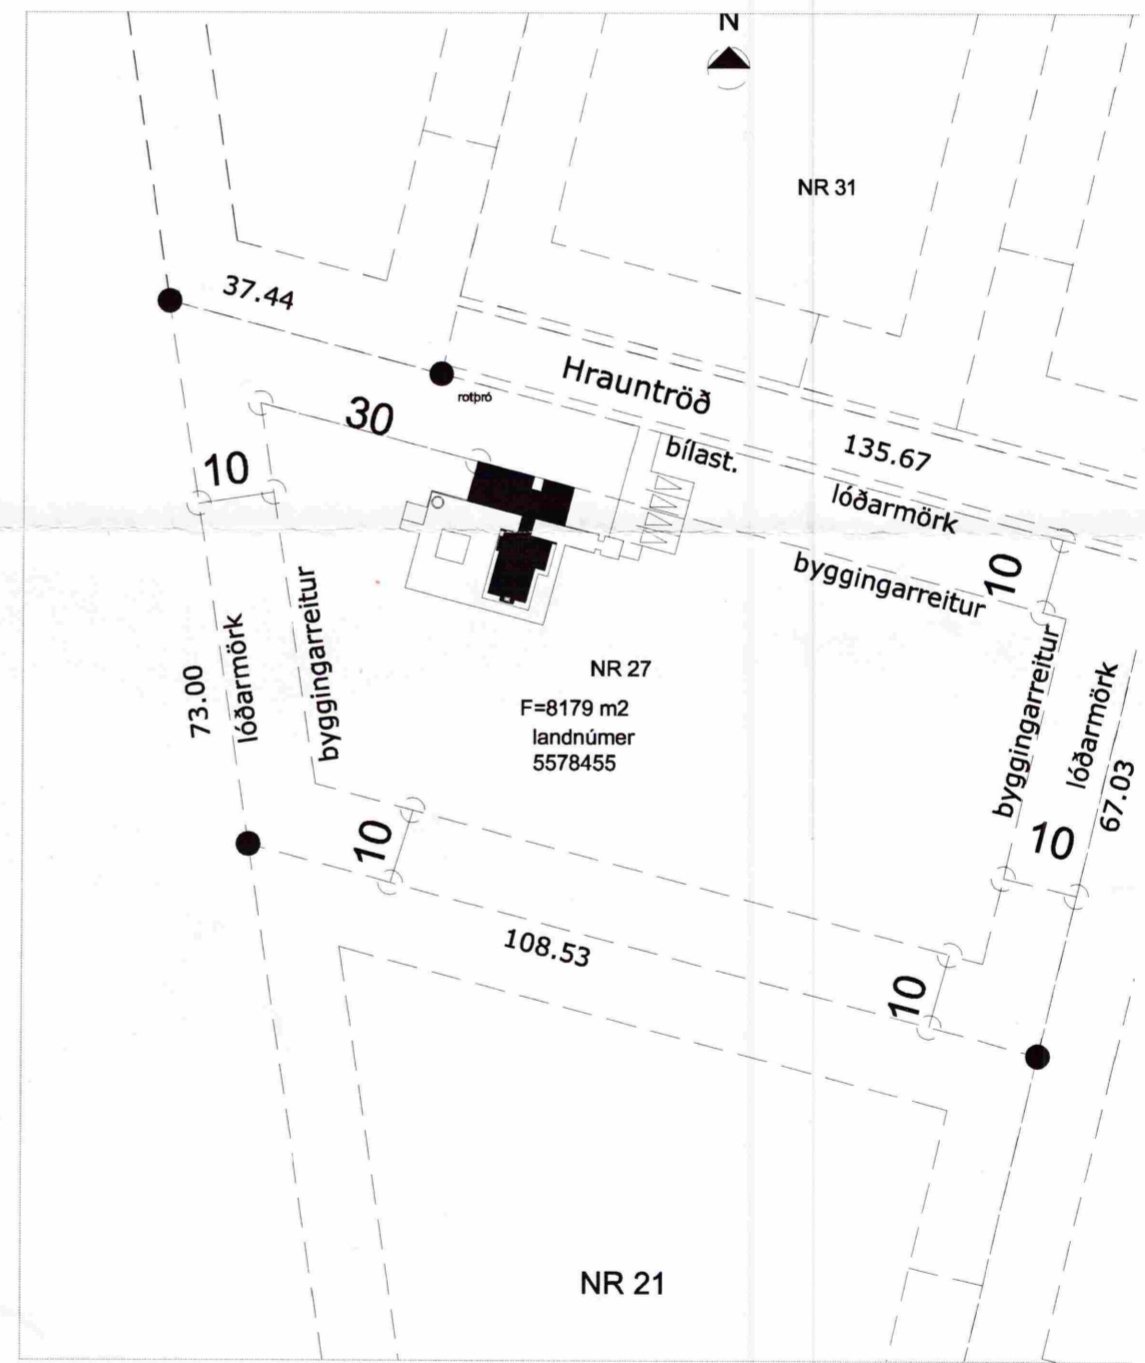 N
NR 31
37.44
Hrauntröð
rotþró
30
135.67
bílast.
10
lóðarmörk
byggingarreitur
10
NR 27
73.00
lóðarmörk
byggingarreitur
F=8179 m2
landnúmer
5578455
byggingarreitur
lóðarmörk
67.03
10
10
108.53
10
NR 21